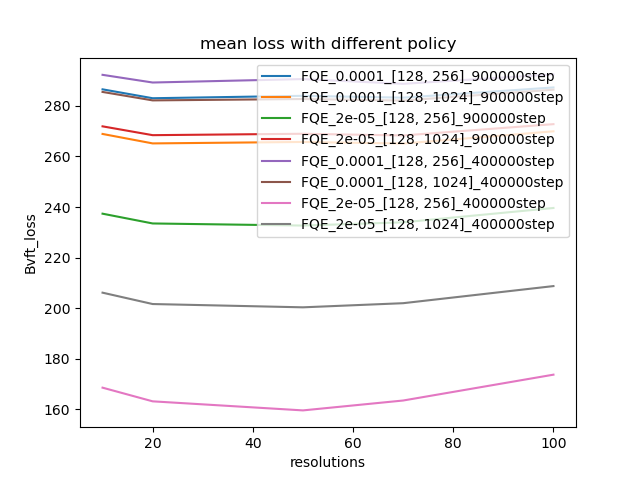 mean loss with different policy
Bvft_loss
280
260
240
220
200
180
160
FQE_0.0001_[128, 256]_900000step
FQE_0.0001_[128, 1024]_900000step
FQE_2e-05_[128, 256]_900000step
FQE_2e-05_[128, 1024]_900000step
FQE_0.0001_[128, 256]_400000step
FQE_0.0001_[128, 1024]_400000step
FQE_2e-05_[128, 256]_400000step
FQE_2e-05_[128, 1024]_400000step
20 40 60 80 100
resolutions